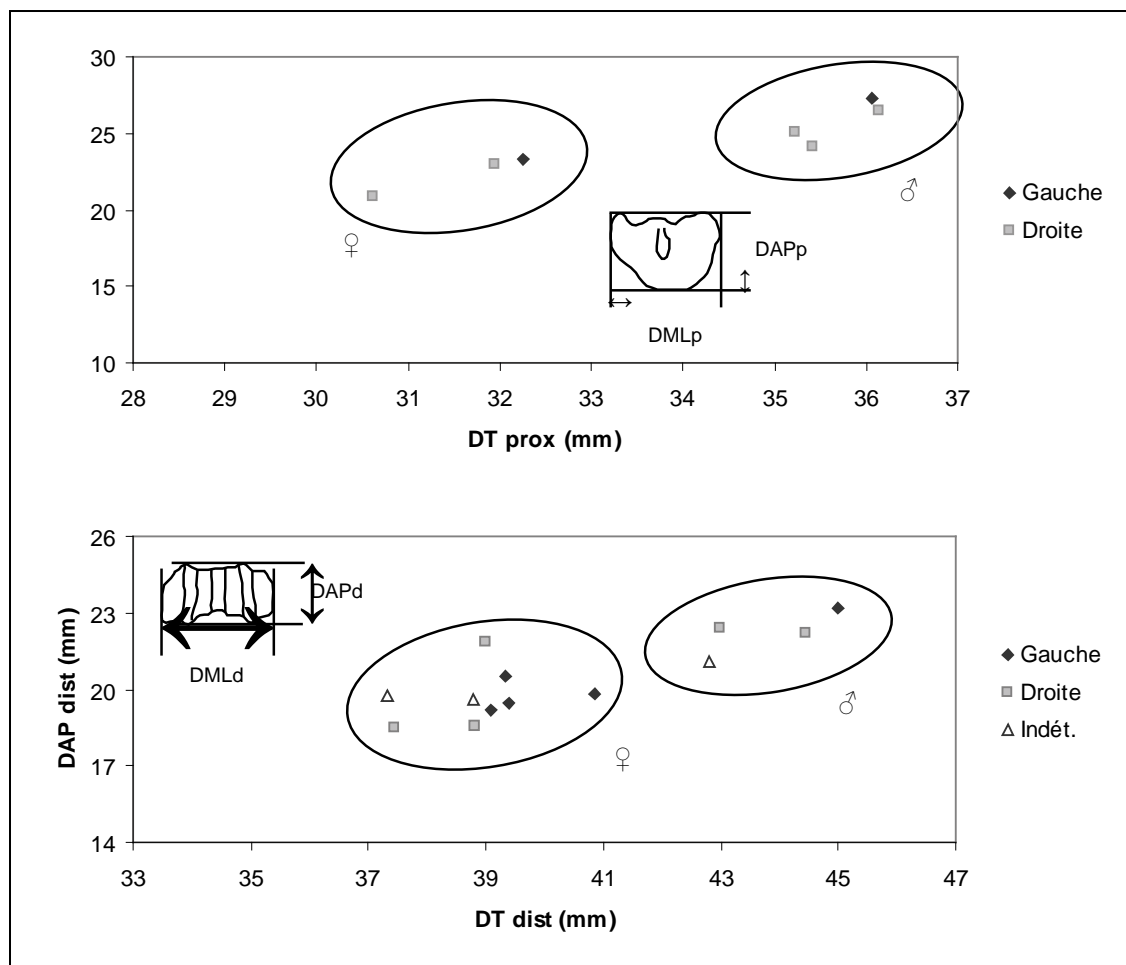 30
25
20
15
10
♀
♂
DAPp
DMLp
Gauche
Droite
28 29 30 31 32 33 34 35 36 37
DT prox (mm)
DAP dist (mm)
26
23
20
17
14
DAPd
DMLd
♀
♂
Gauche
Droite
Indét.
33 35 37 39 41 43 45 47
DT dist (mm)